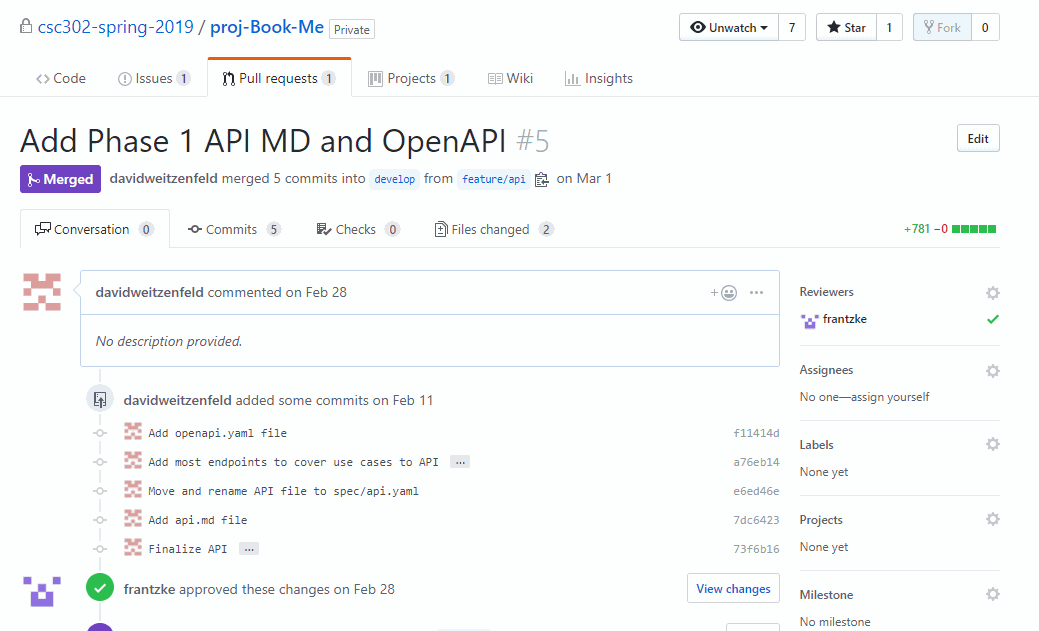 csc302-spring-2019 / proj-Book-Me Private Unwatch 7 Star 1 Fork 0
Code Issues 1 Pull requests 1 Projects 1 Wiki Insights
Add Phase 1 API MD and OpenAPI #5 Edit
Merged davidweitzenfeld merged 5 commits into develop from feature/api on Mar 1
Conversation 0 Commits 5 Checks 0 Files changed 2 +781 −0
davidweitzenfeld commented on Feb 28 + ...
No description provided.
davidweitzenfeld added some commits on Feb 11
Add openapi.yaml file f11414d
Add most endpoints to cover use cases to API ... a76eb14
Move and rename API file to spec/api.yaml e6ed46e
Add api.md file 7dc6423
Finalize API ... 73f6b16
frantzke approved these changes on Feb 28 View changes
Reviewers
frantzke
Assignees
No one—assign yourself
Labels
None yet
Projects
None yet
Milestone
No milestone